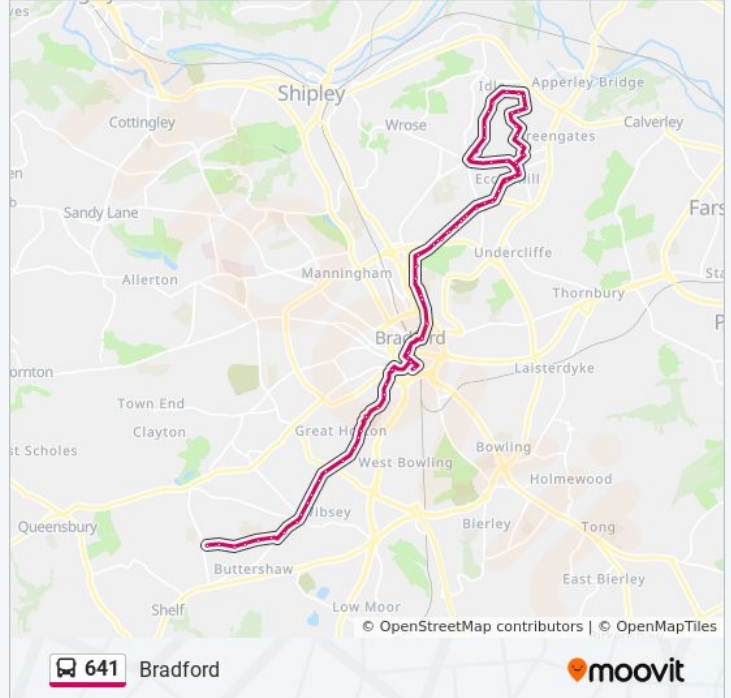 Shipley
Idle
Apperley Bridge
Cottingley
Wrose
Greengates
Calverley
Eccleshill
Sandy Lane
Fars
Undercliffe
Manningham
Allerton
Thornbury
Bradford
Laisterdyke
Town End
Clayton
Great Horton
Bowling
West Bowling
Holmewood
Wibsey
Queensbury
Bierley
Tong
Buttershaw
East Bierley
Shelf
Low Moor
© OpenStreetMap contributors | © OpenMapTiles
641 Bradford
moovit